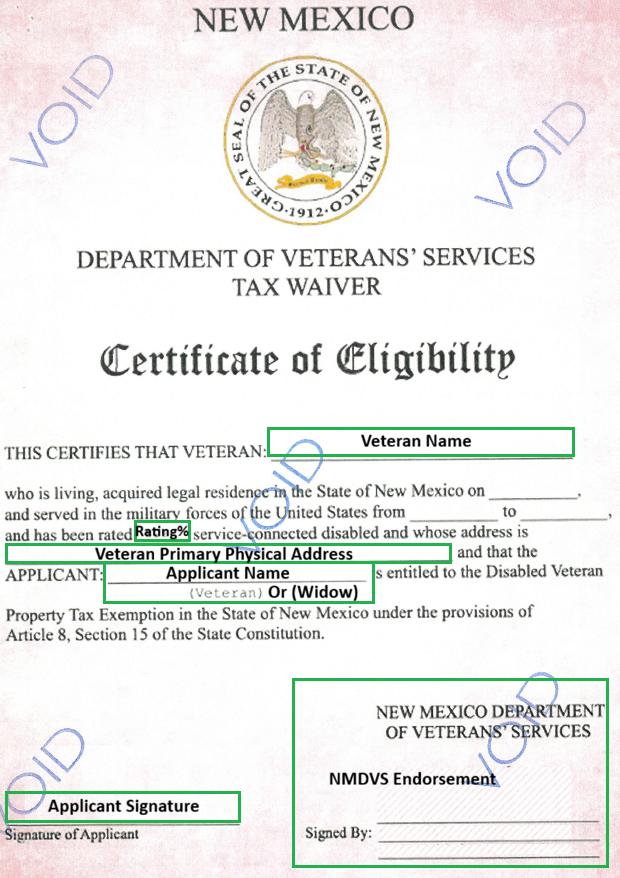 NEW MEXICO
VOID
VOID
GREAT SEAL OF THE STATE OF NEW MEXICO
·1912·
DEPARTMENT OF VETERANS' SERVICES
TAX WAIVER
Certificate of Eligibility
THIS CERTIFIES THAT VETERAN: Veteran Name
VOID
who is living, acquired legal residence in the State of New Mexico on __________,
and served in the military forces of the United States from __________ to __________,
and has been rated Rating% service-connected disabled and whose address is
Veteran Primary Physical Address and that the
APPLICANT: Applicant Name is entitled to the Disabled Veteran
(Veteran) Or (Widow)
Property Tax Exemption in the State of New Mexico under the provisions of
Article 8, Section 15 of the State Constitution.
VOID
NEW MEXICO DEPARTMENT
OF VETERANS' SERVICES
VOID
NMDVS Endorsement
Applicant Signature
Signature of Applicant
Signed By: